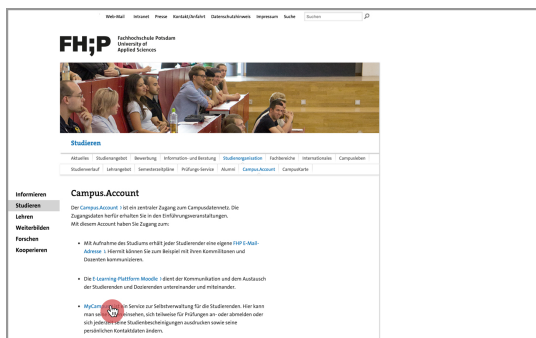 Web-Mail Intranet Presse Kontakt/Anfahrt Datenschutzhinweis Impressum Suche Suchen
FH;P Fachhochschule Potsdam
University of
Applied Sciences
Studieren
Aktuelles Studienangebot Bewerbung Information- und Beratung Studienorganisation Fachbereiche Internationales Campusleben
Studienverlauf Lehrangebot Semesterzeitpläne Prüfungs-Service Alumni Campus.Account Campuskarte
Informieren
Studieren
Lehren
Weiterbilden
Forschen
Kooperieren
Campus.Account
Der Campus.Account ist ein zentraler Zugang zum Campusdatennetz. Die
Zugangsdaten herfür erhalten Sie in den Einführungsveranstaltungen.
Mit diesem Account haben Sie Zugang zum:
• Mit Aufnahme des Studiums erhält jeder Studierender eine eigene FHP E-Mail-
Adresse . Hiermit können Sie zum Beispiel mit ihren Kommilitonen und
Dozenten kommunizieren.
• Die E-Learning-Plattform Moodle dient der Kommunikation und dem Austausch
der Studierenden und Dozierenden untereinander und miteinander.
• ein Service zur Selbstverwaltung für die Studierenden. Hier kann
man einsehen, sich teilweise für Prüfungen an- oder abmelden oder
sich jederzeit seine Studienbescheinigungen ausdrucken sowie seine
persönlichen Kontaktdaten ändern.